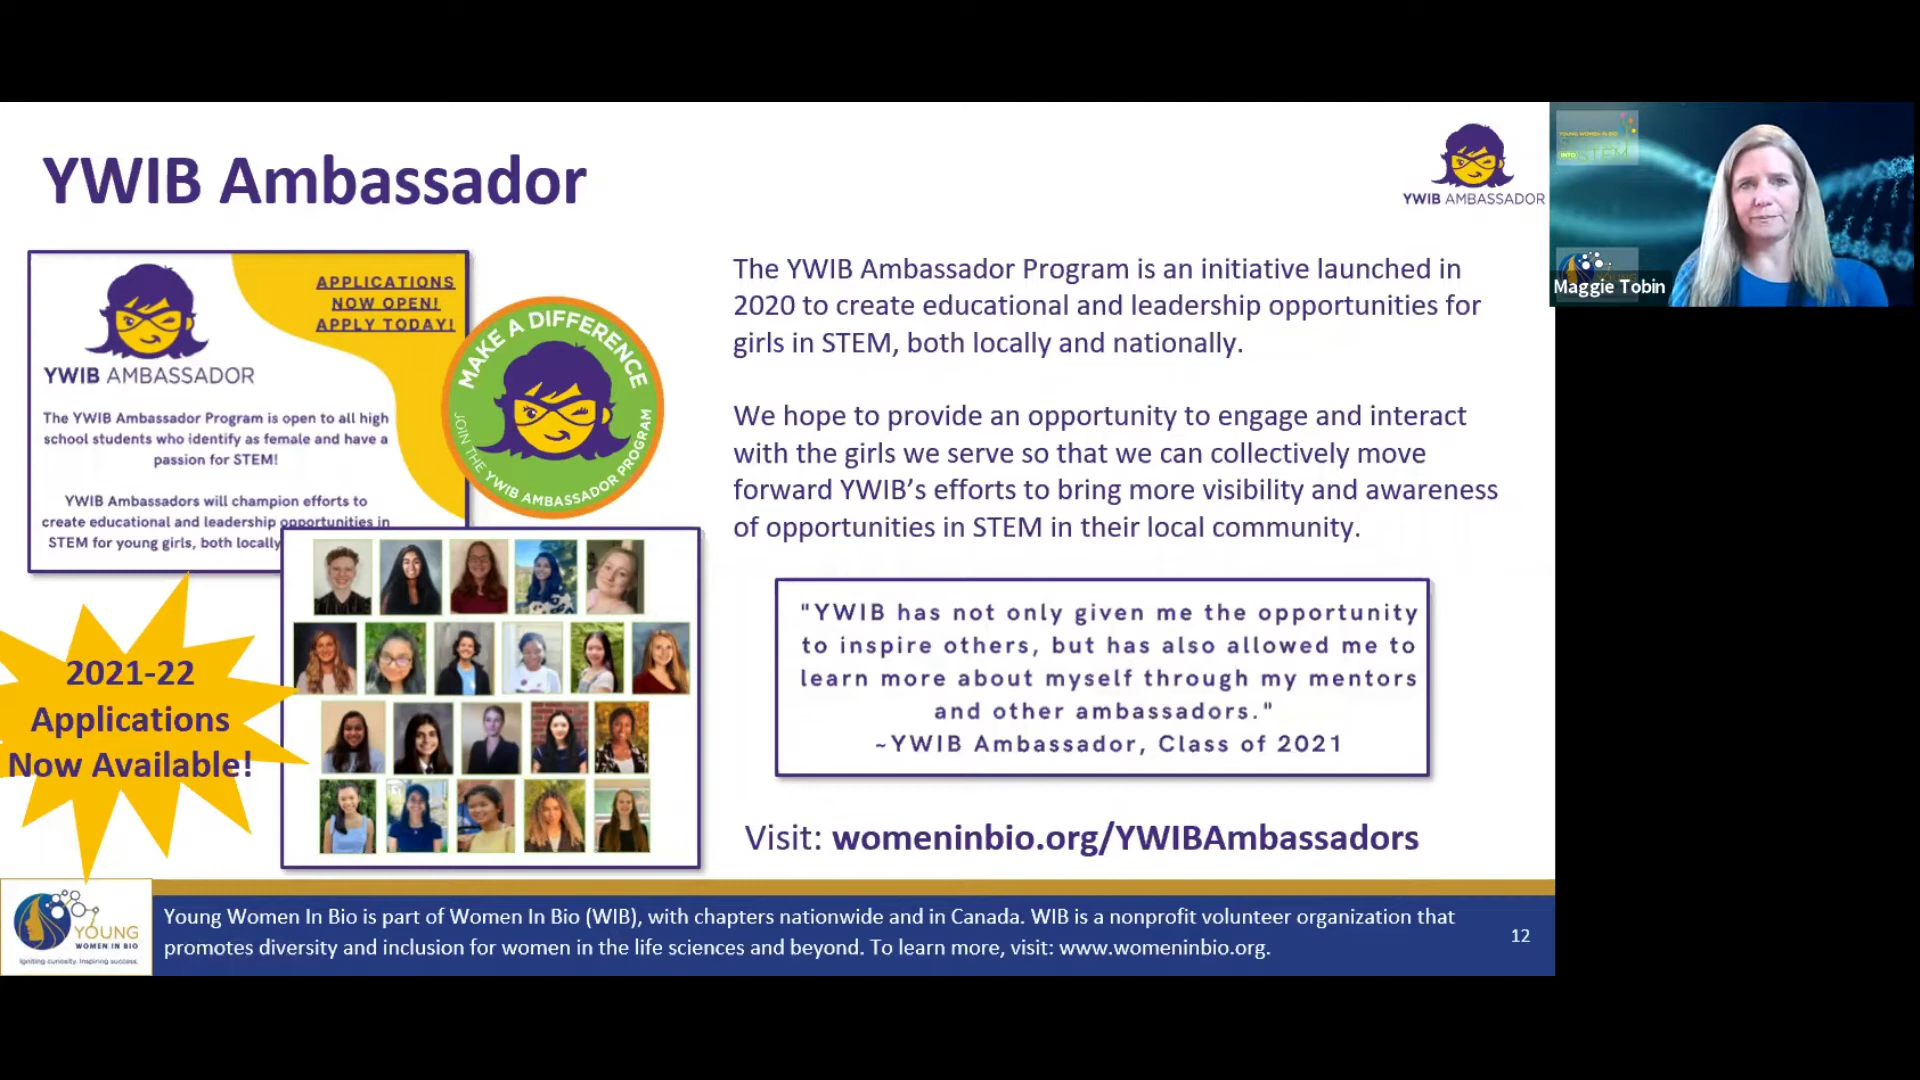 YWIB Ambassador
YWIB AMBASSADOR
APPLICATIONS
NOW OPEN!
APPLY TODAY!
YWIB AMBASSADOR
The YWIB Ambassador Program is open to all high
school students who identify as female and have a
passion for STEM!
YWIB Ambassadors will champion efforts to
create educational and leadership opportunities in
STEM for young girls, both locally
MAKE A DIFFERENCE
JOIN THE YWIB AMBASSADOR PROGRAM
2021-22
Applications
Now Available!
The YWIB Ambassador Program is an initiative launched in
2020 to create educational and leadership opportunities for
girls in STEM, both locally and nationally.
We hope to provide an opportunity to engage and interact
with the girls we serve so that we can collectively move
forward YWIB’s efforts to bring more visibility and awareness
of opportunities in STEM in their local community.
"YWIB has not only given me the opportunity
to inspire others, but has also allowed me to
learn more about myself through my mentors
and other ambassadors."
~YWIB Ambassador, Class of 2021
Visit: womeninbio.org/YWIBAmbassadors
YOUNG
WOMEN IN BIO
Igniting curiosity. Inspiring success.
Young Women In Bio is part of Women In Bio (WIB), with chapters nationwide and in Canada. WIB is a nonprofit volunteer organization that
promotes diversity and inclusion for women in the life sciences and beyond. To learn more, visit: www.womeninbio.org.
12
YOUNG WOMEN IN BIO
INTO STEM
Maggie Tobin